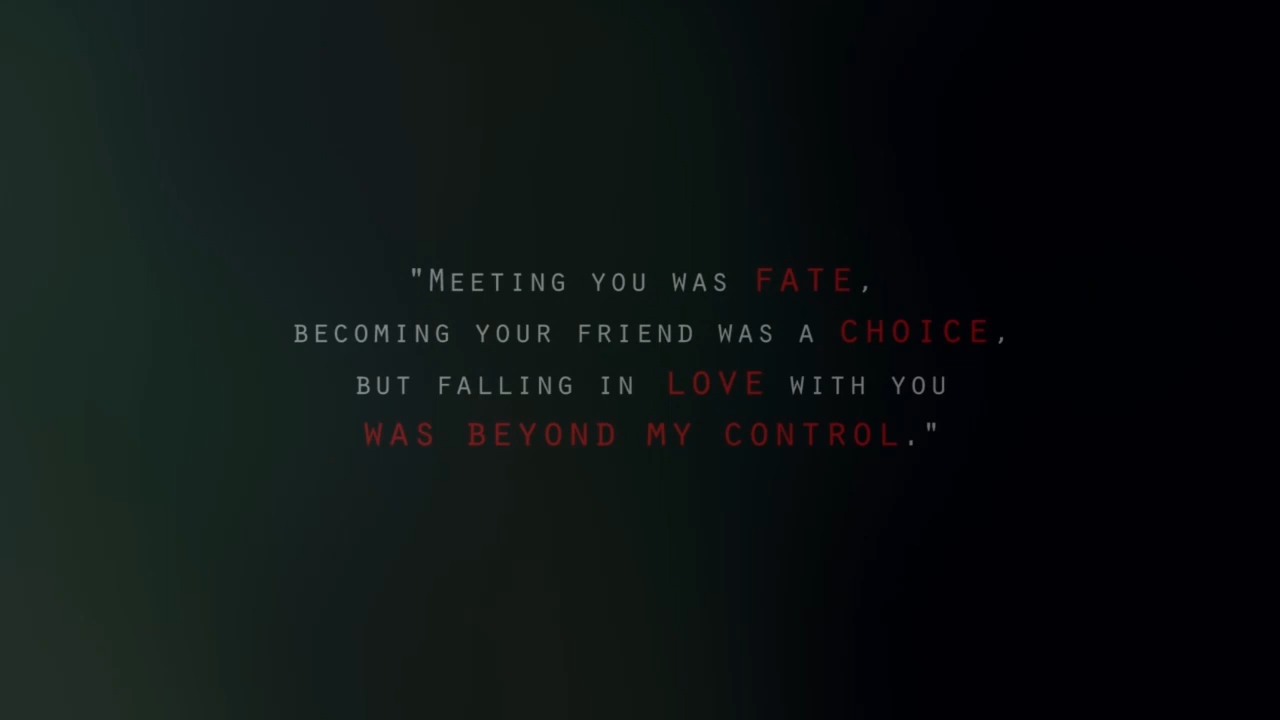 "MEETING YOU WAS FATE,
BECOMING YOUR FRIEND WAS A CHOICE,
BUT FALLING IN LOVE WITH YOU
WAS BEYOND MY CONTROL."